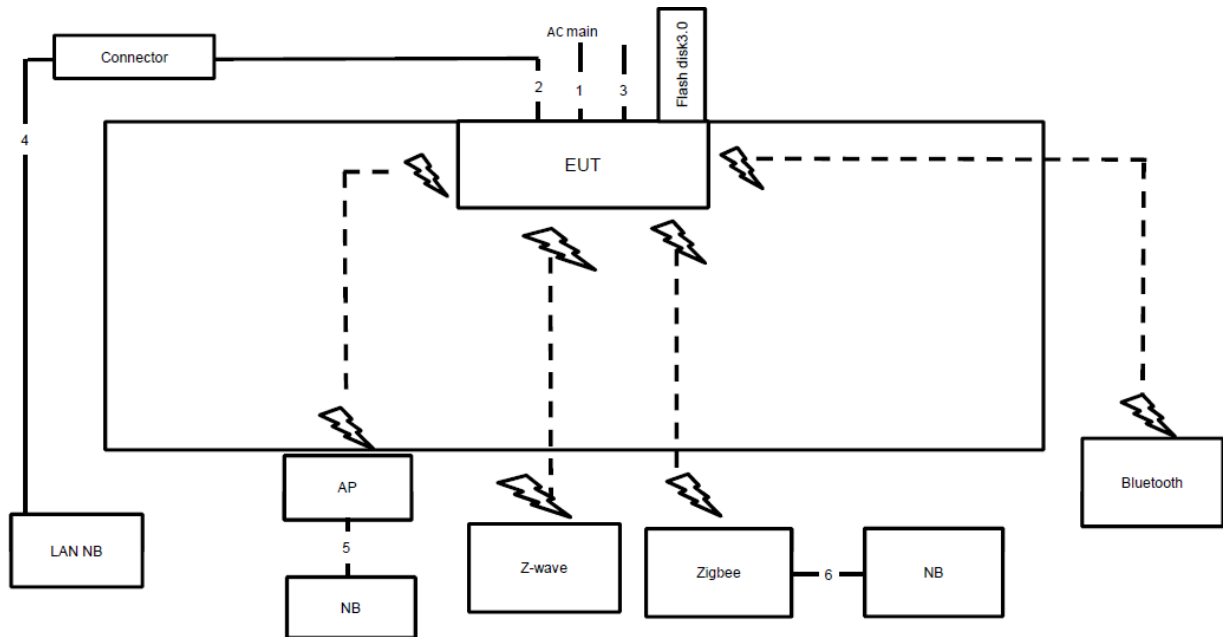 AC main
Flash disk3.0
Connector
2
1
3
4
EUT
AP
Bluetooth
LAN NB
5
Z-wave
Zigbee
6
NB
NB